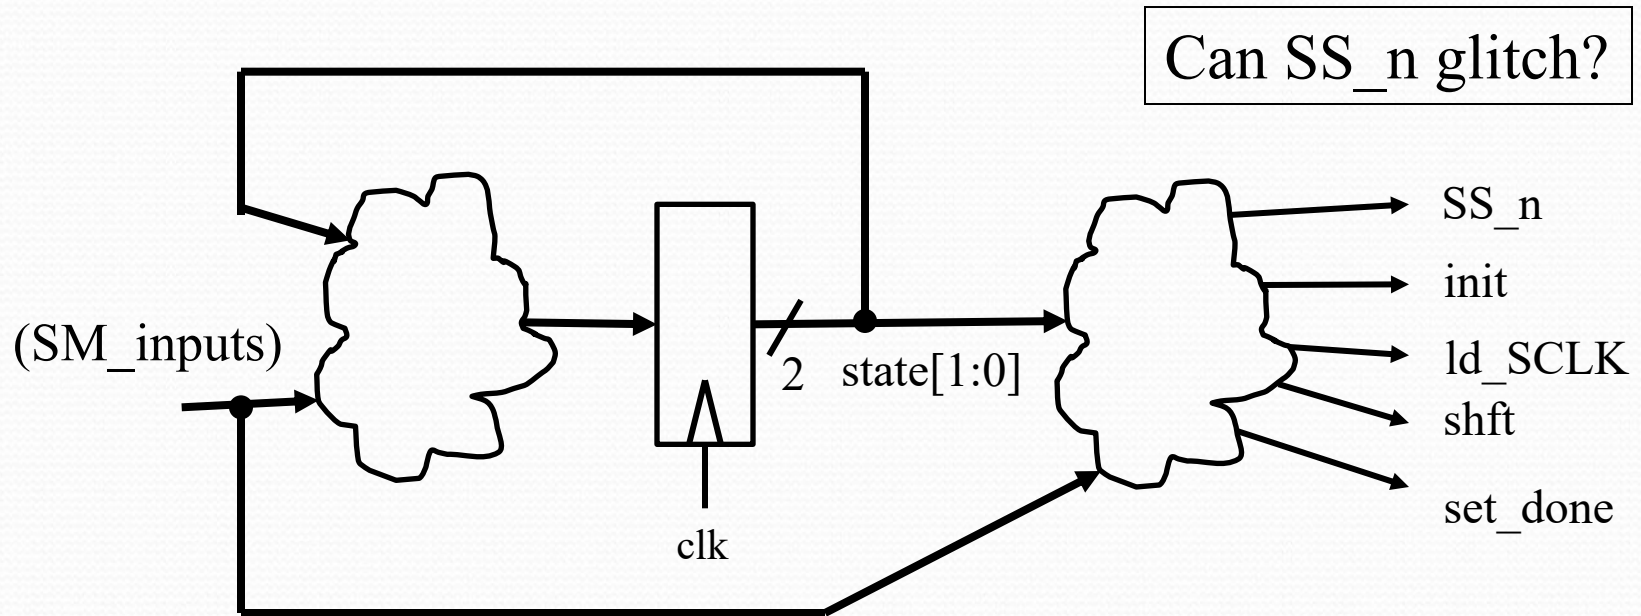 Can SS_n glitch?
SS_n
init
(SM_inputs)
ld_SCLK
2
state[1:0]
shft
set_done
clk